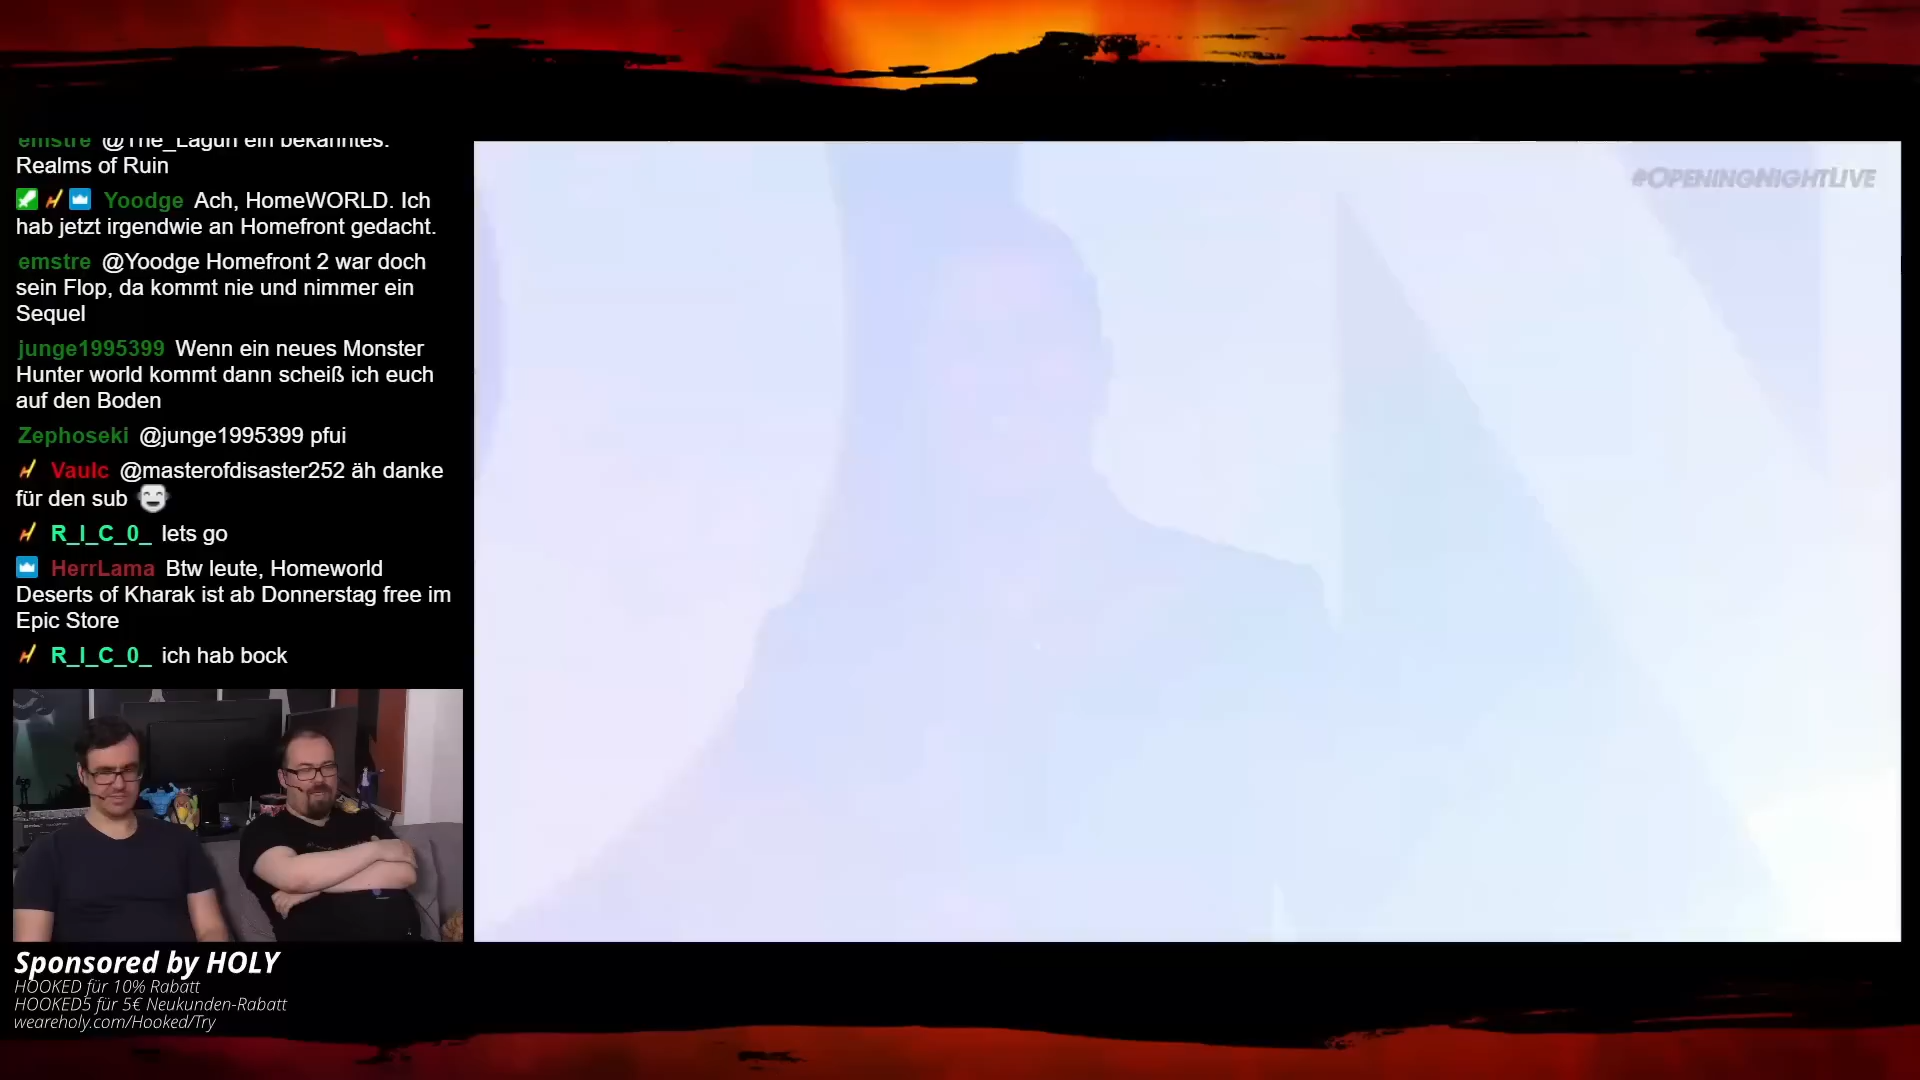 emstre @The_Lagun ein bekanntes.
Realms of Ruin
Yoodge Ach, HomeWORLD. Ich
hab jetzt irgendwie an Homefront gedacht.
emstre @Yoodge Homefront 2 war doch
sein Flop, da kommt nie und nimmer ein
Sequel
junge1995399 Wenn ein neues Monster
Hunter world kommt dann scheiß ich euch
auf den Boden
Zephoseki @junge1995399 pfui
Vaulc @masterofdisaster252 äh danke
für den sub
R_I_C_0_ lets go
HerrLama Btw leute, Homeworld
Deserts of Kharak ist ab Donnerstag free im
Epic Store
R_I_C_0_ ich hab bock
#OPENINGNIGHTLIVE
Sponsored by HOLY
HOOKED für 10% Rabatt
HOOKED5 für 5€ Neukunden-Rabatt
weareholy.com/Hooked/Try